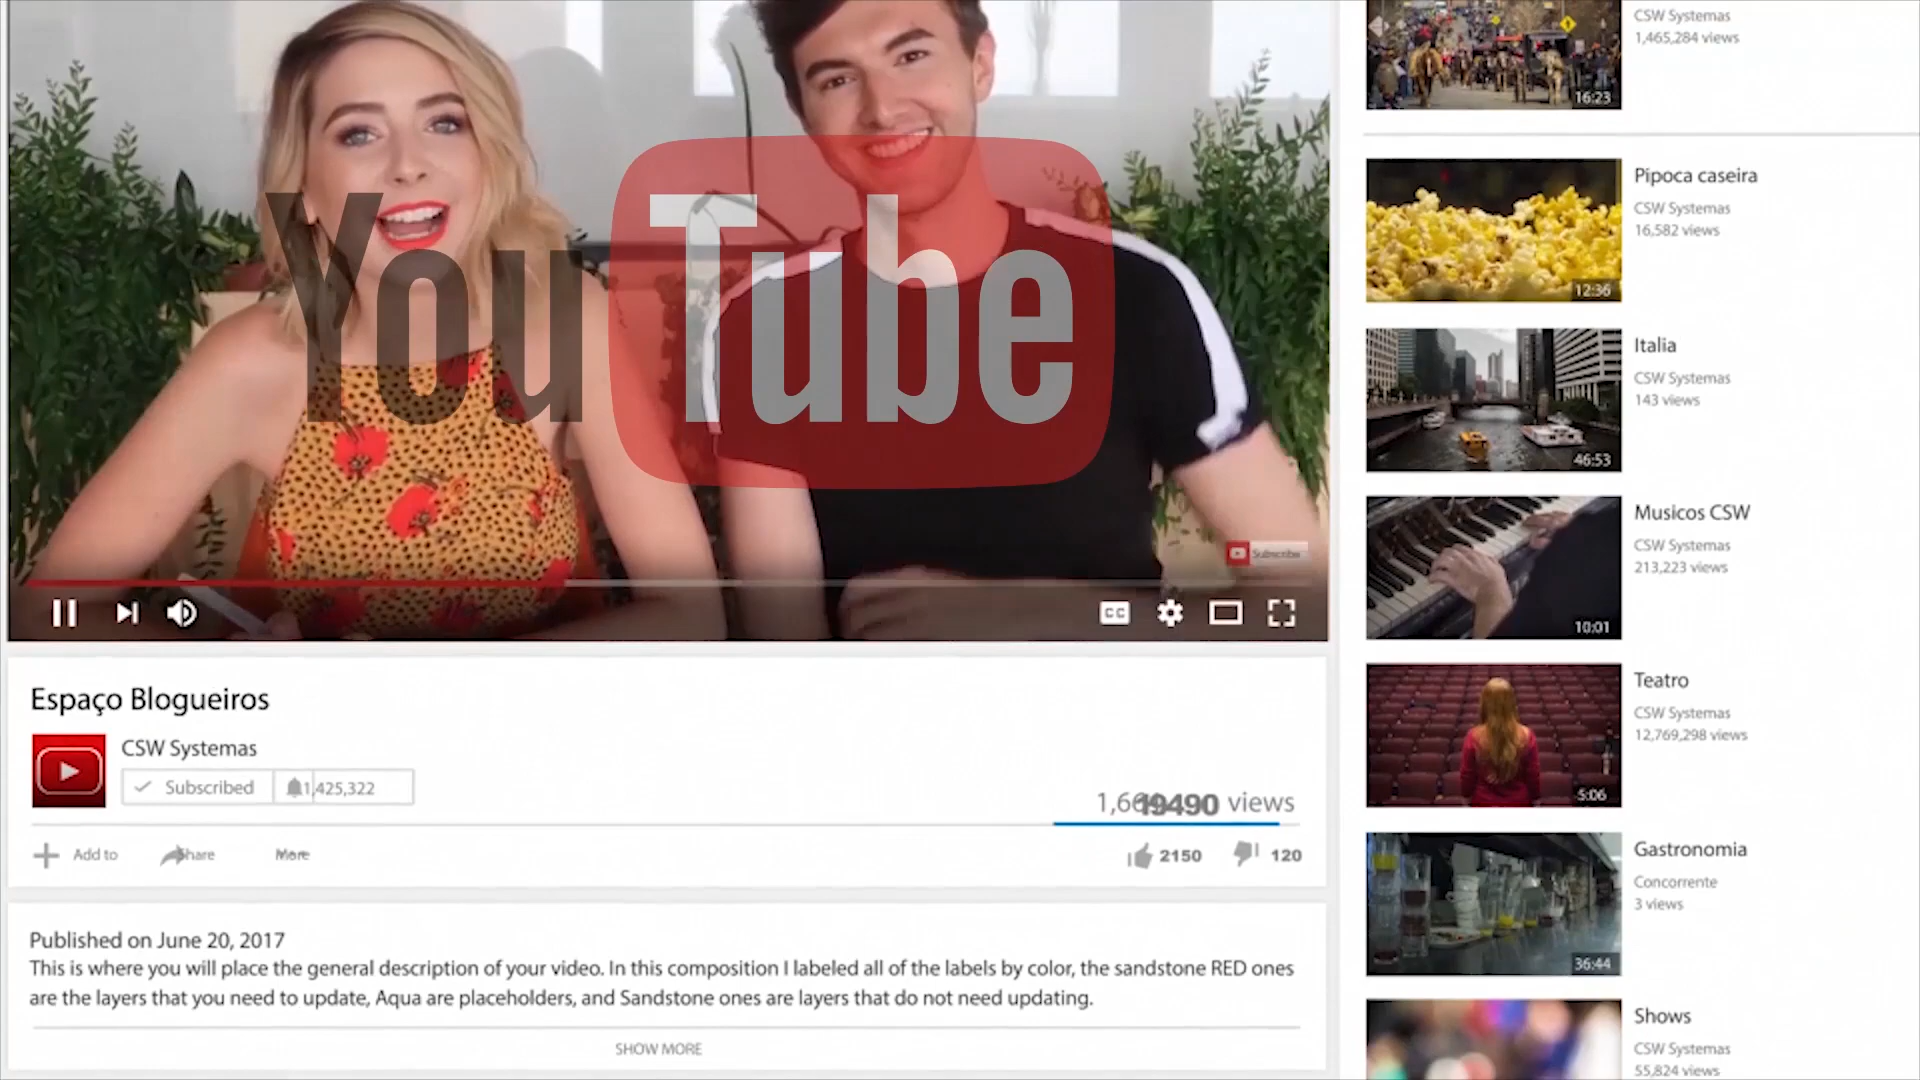 YouTube
Subscribe
CC
Espaço Blogueiros
CSW Systemas
Subscribed
1,425,322
19490 views
Add to
Share
More
2150
120
Published on June 20, 2017
This is where you will place the general description of your video. In this composition I labeled all of the labels by color, the sandstone RED ones
are the layers that you need to update, Aqua are placeholders, and Sandstone ones are layers that do not need updating.
SHOW MORE
CSW Systemas
1,465,284 views
16:23
Pipoca caseira
CSW Systemas
16,582 views
12:36
Italia
CSW Systemas
143 views
46:53
Musicos CSW
CSW Systemas
213,223 views
10:01
Teatro
CSW Systemas
12,769,298 views
5:06
Gastronomia
Concorrente
3 views
36:44
Shows
CSW Systemas
55,824 views